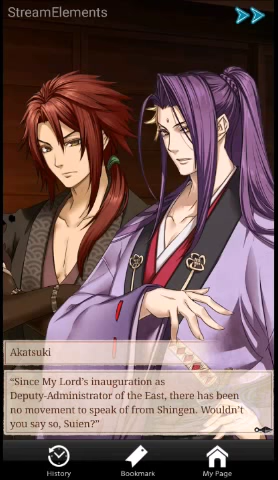 StreamElements
Akatsuki
“Since My Lord's inauguration as
Deputy-Administrator of the East, there has been
no movement to speak of from Shingen. Wouldn't
you say so, Suien?”
History
Bookmark
My Page